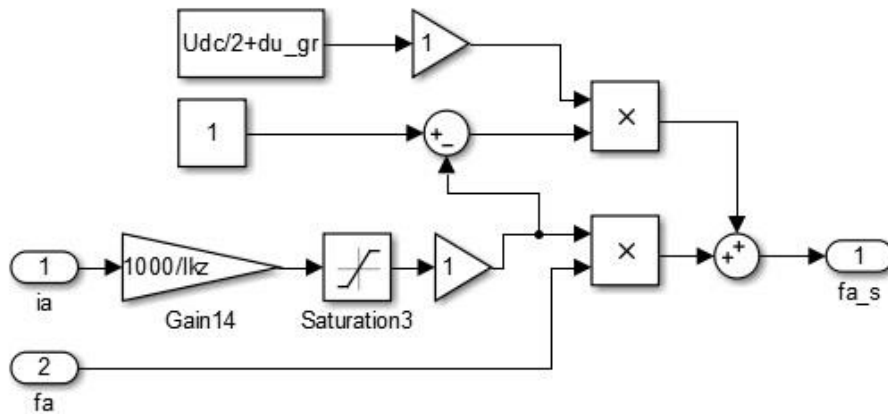 Udc/2+du_gr
1
1
+
-
×
1
ia
1000/Ikz
Gain14
Saturation3
1
×
+
+
1
fa_s
2
fa